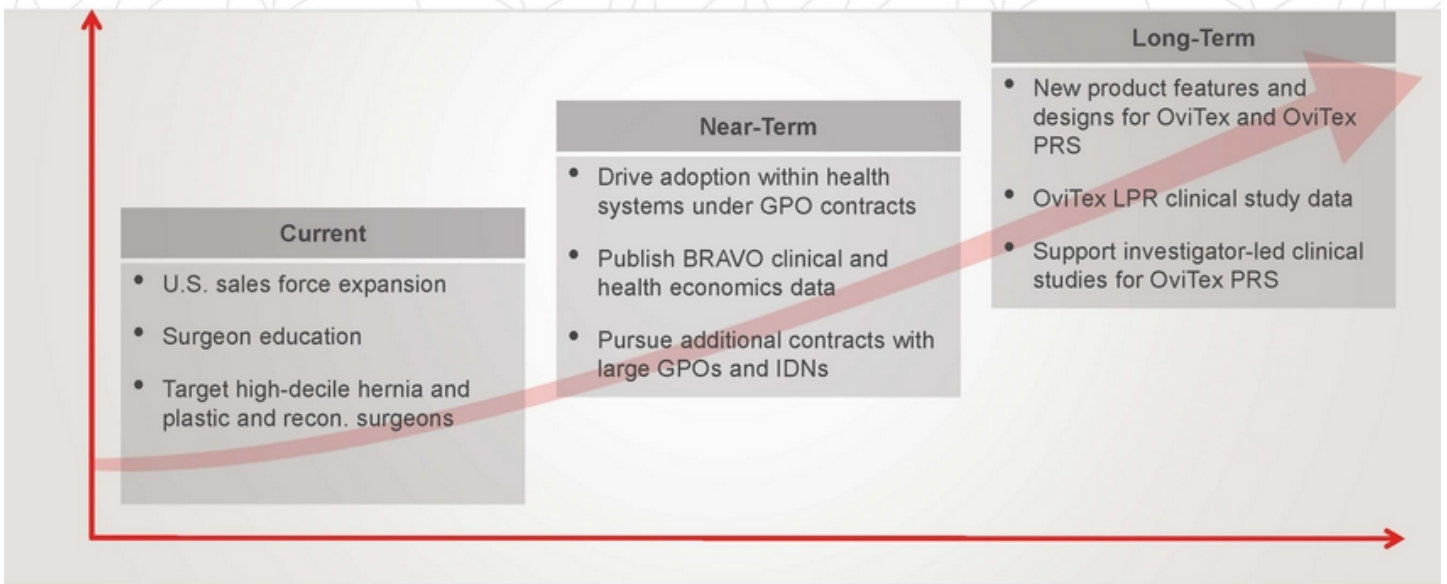 Current
• U.S. sales force expansion
• Surgeon education
• Target high-decile hernia and
plastic and recon. surgeons
Near-Term
• Drive adoption within health
systems under GPO contracts
• Publish BRAVO clinical and
health economics data
• Pursue additional contracts with
large GPOs and IDNs
Long-Term
• New product features and
designs for OviTex and OviTex
PRS
• OviTex LPR clinical study data
• Support investigator-led clinical
studies for OviTex PRS